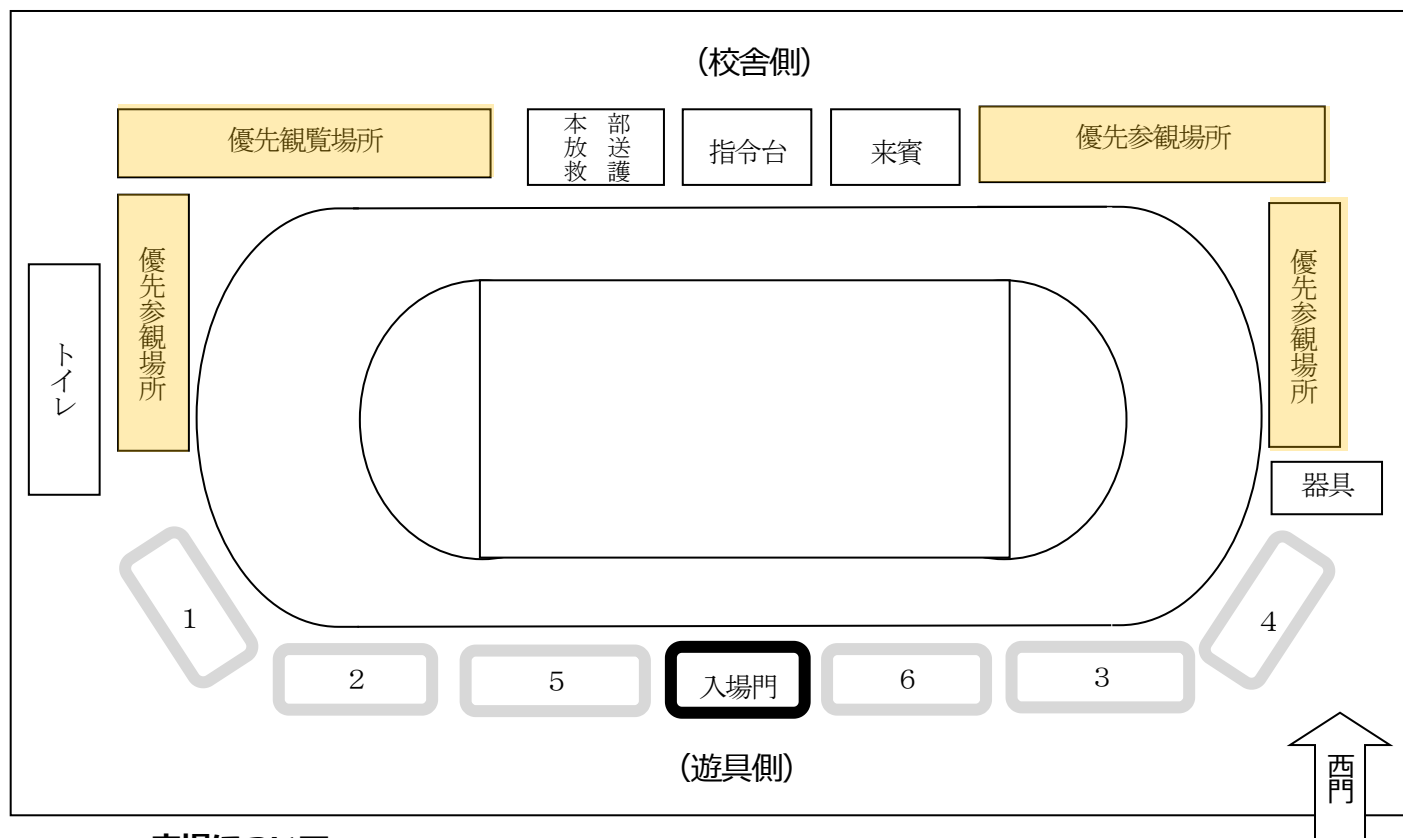 （校舎側）
優先観覧場所
本部
放送
救護
指令台
来賓
優先参観場所
優先参観場所
優先参観場所
トイレ
器具
1
4
2
5
入場門
6
3
（遊具側）
西門